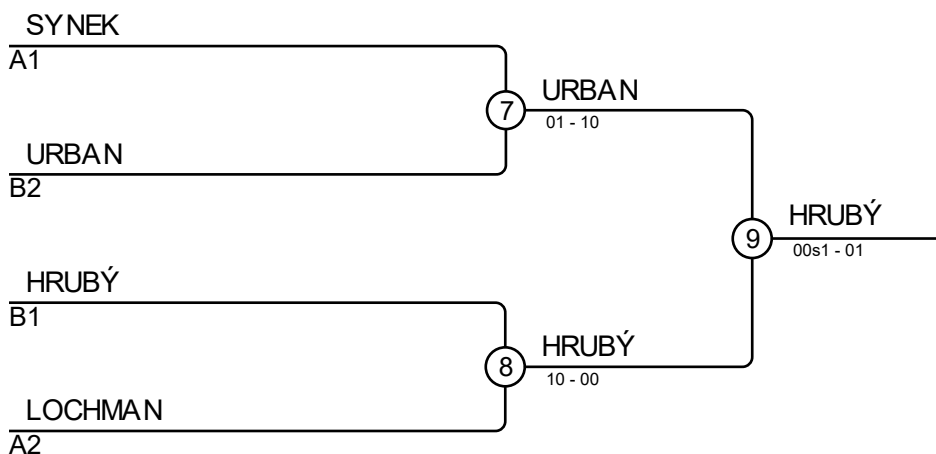 SYNEK
A1
7
URBAN
01 - 10
URBAN
B2
9
HRUBÝ
00s1 - 01
HRUBÝ
B1
8
HRUBÝ
10 - 00
LOCHMAN
A2